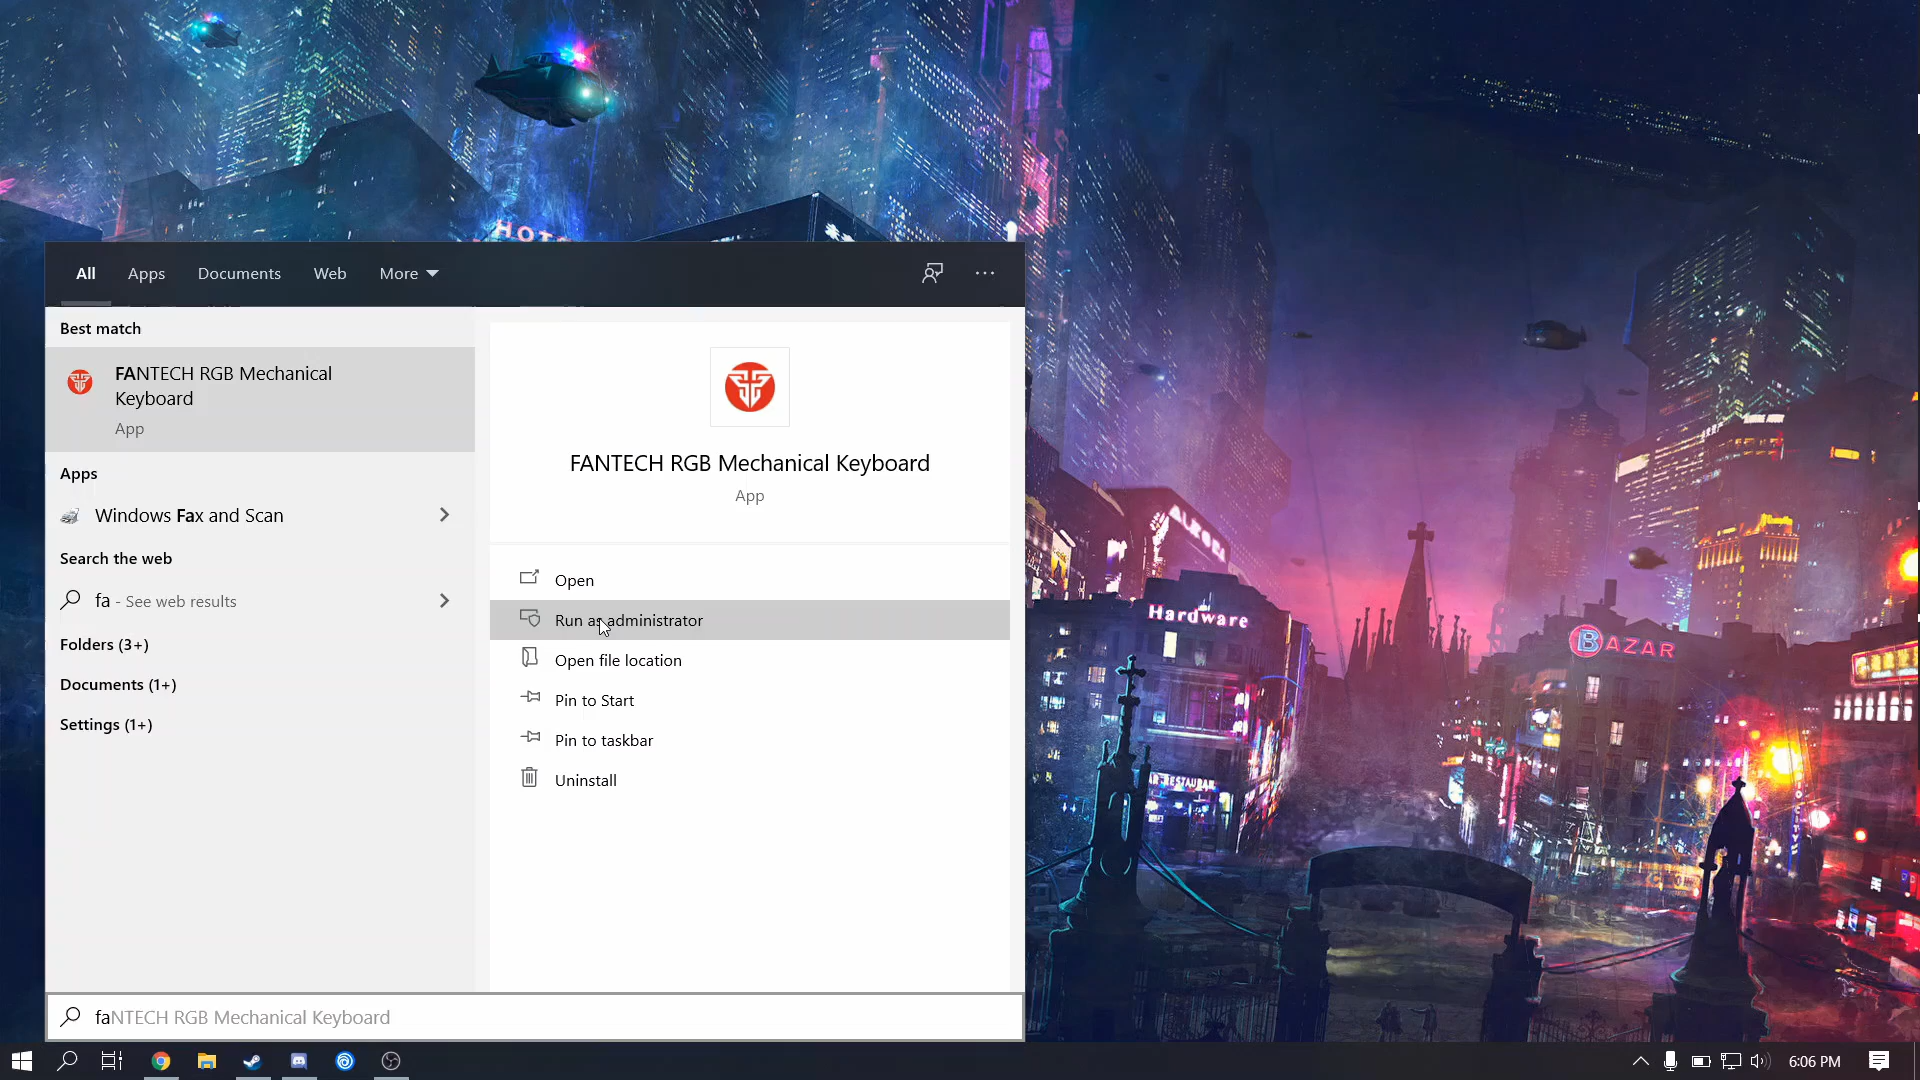 HOTE
All Apps Documents Web More
Best match
FANTECH RGB Mechanical
Keyboard
App
Apps
Windows Fax and Scan
Search the web
fa - See web results
Folders (3+)
Documents (1+)
Settings (1+)
FANTECH RGB Mechanical Keyboard
App
Open
Run as administrator
Open file location
Pin to Start
Pin to taskbar
Uninstall
AURORA
Hardware
BAZAR
BAR RESTAURANT
faNTECH RGB Mechanical Keyboard
6:06 PM